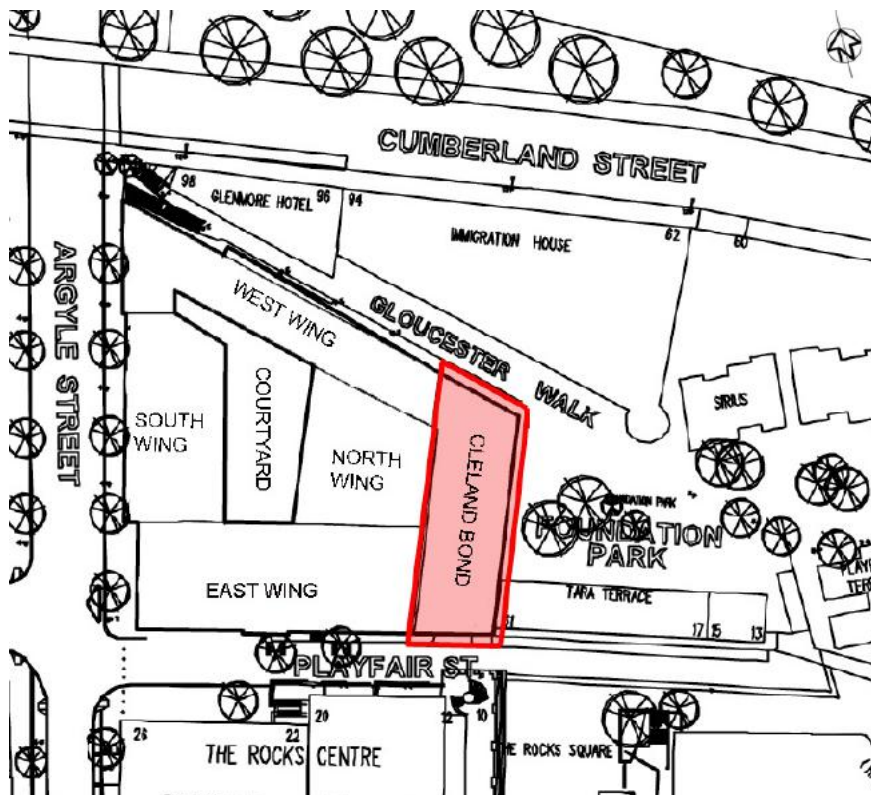 CUMBERLAND STREET
98
GLENMORE HOTEL
96
94
IMMIGRATION HOUSE
62
60
ARGYLE STREET
WEST WING
GLOUCESTER WALK
SIRIUS
SOUTH
WING
COURTYARD
NORTH
WING
CLELAND BOND
FOUNDATION PARK
FOUNDATION
PARK
EAST WING
TARA TERRACE
17
15
13
PLAYFAIR ST
26
22
20
12
10
THE ROCKS CENTRE
THE ROCKS SQUARE